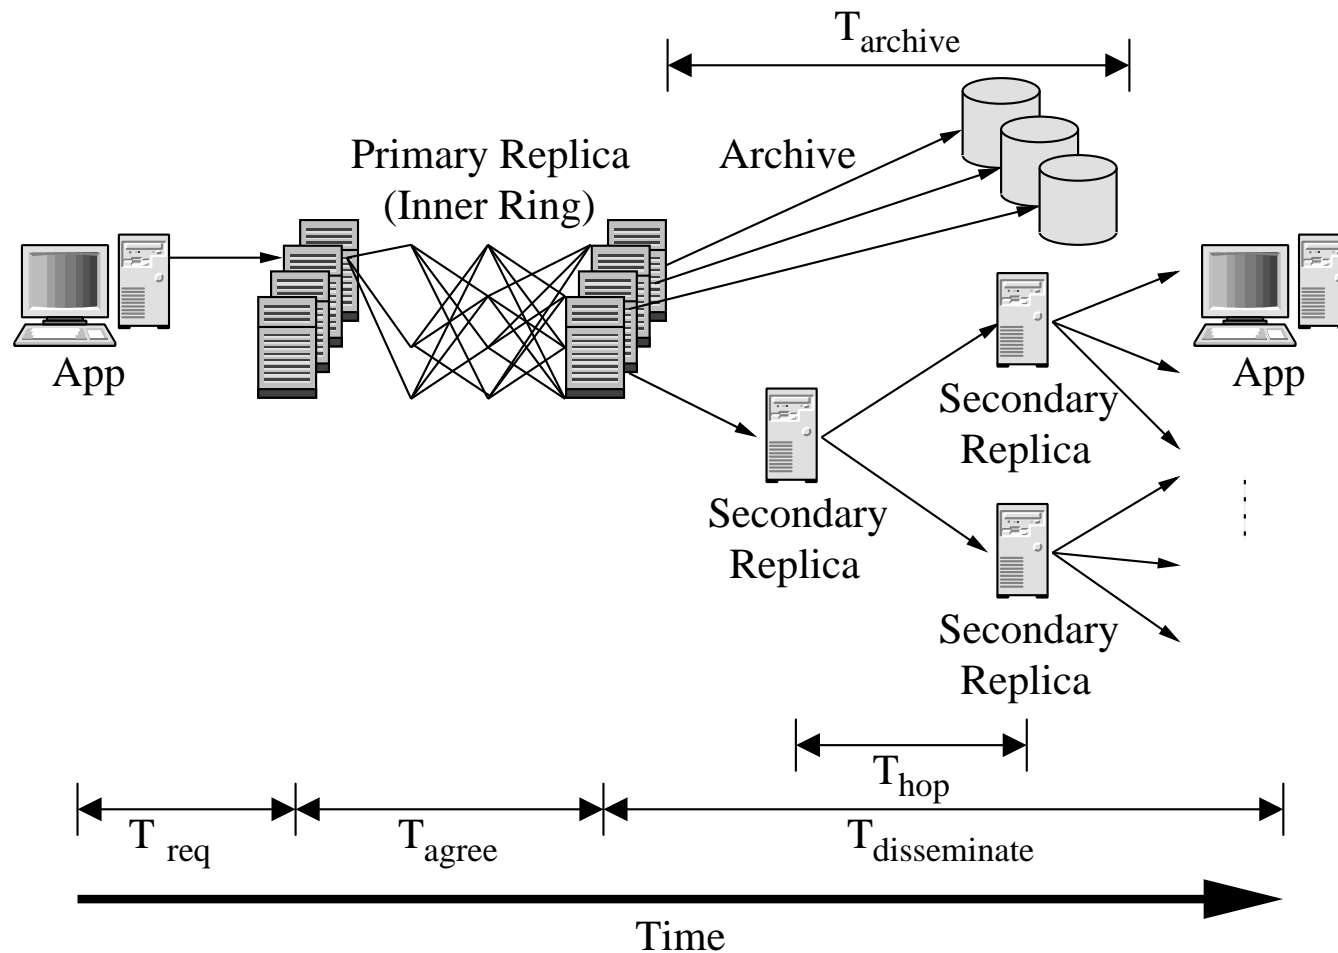 T_archive
Primary Replica
(Inner Ring)
Archive
App
App
Secondary
Replica
Secondary
Replica
Secondary
Replica
T_hop
T_req
T_agree
T_disseminate
Time